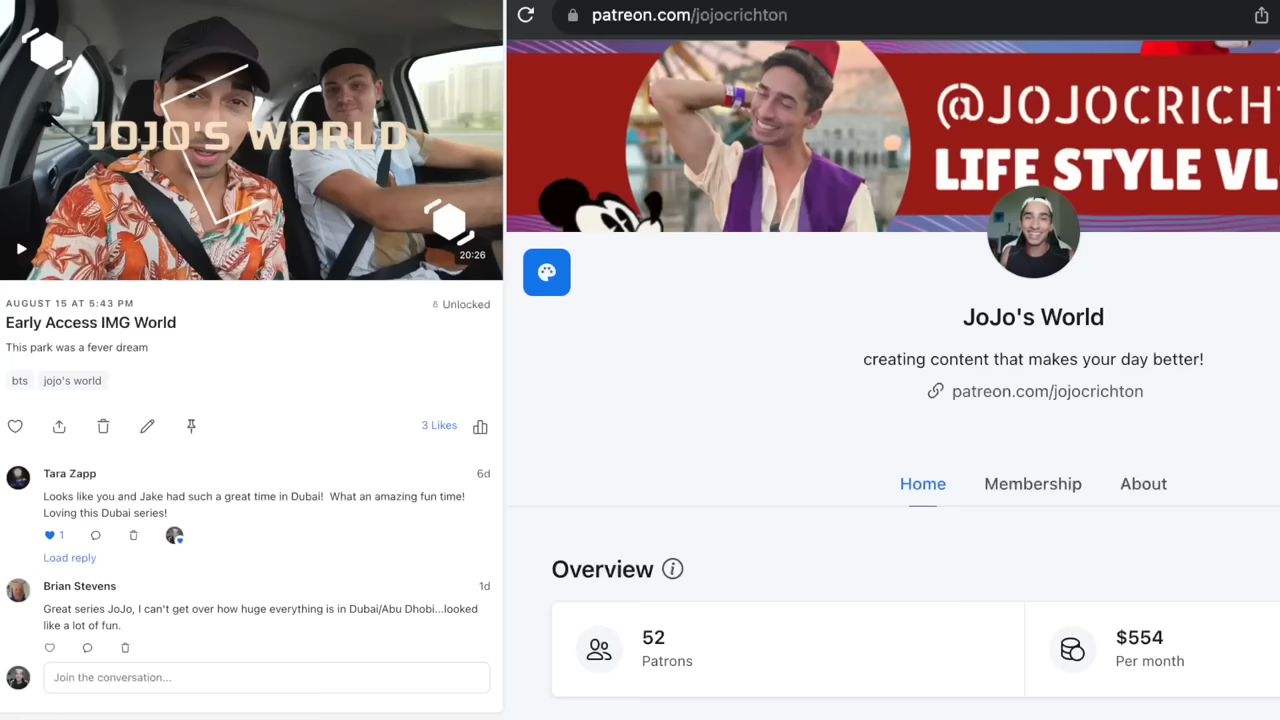 JOJO'S WORLD
20:26
AUGUST 15 AT 5:43 PM
Unlocked
Early Access IMG World
This park was a fever dream
bts
jojo's world
3 Likes
Tara Zapp
6d
Looks like you and Jake had such a great time in Dubai! What an amazing fun time!
Loving this Dubai series!
1
Load reply
Brian Stevens
1d
Great series JoJo, I can't get over how huge everything is in Dubai/Abu Dhobi...looked
like a lot of fun.
Join the conversation...
patreon.com/jojocrichton
@JOJOCRICHT
LIFE STYLE VL
JoJo's World
creating content that makes your day better!
patreon.com/jojocrichton
Home
Membership
About
Overview
52
Patrons
$554
Per month